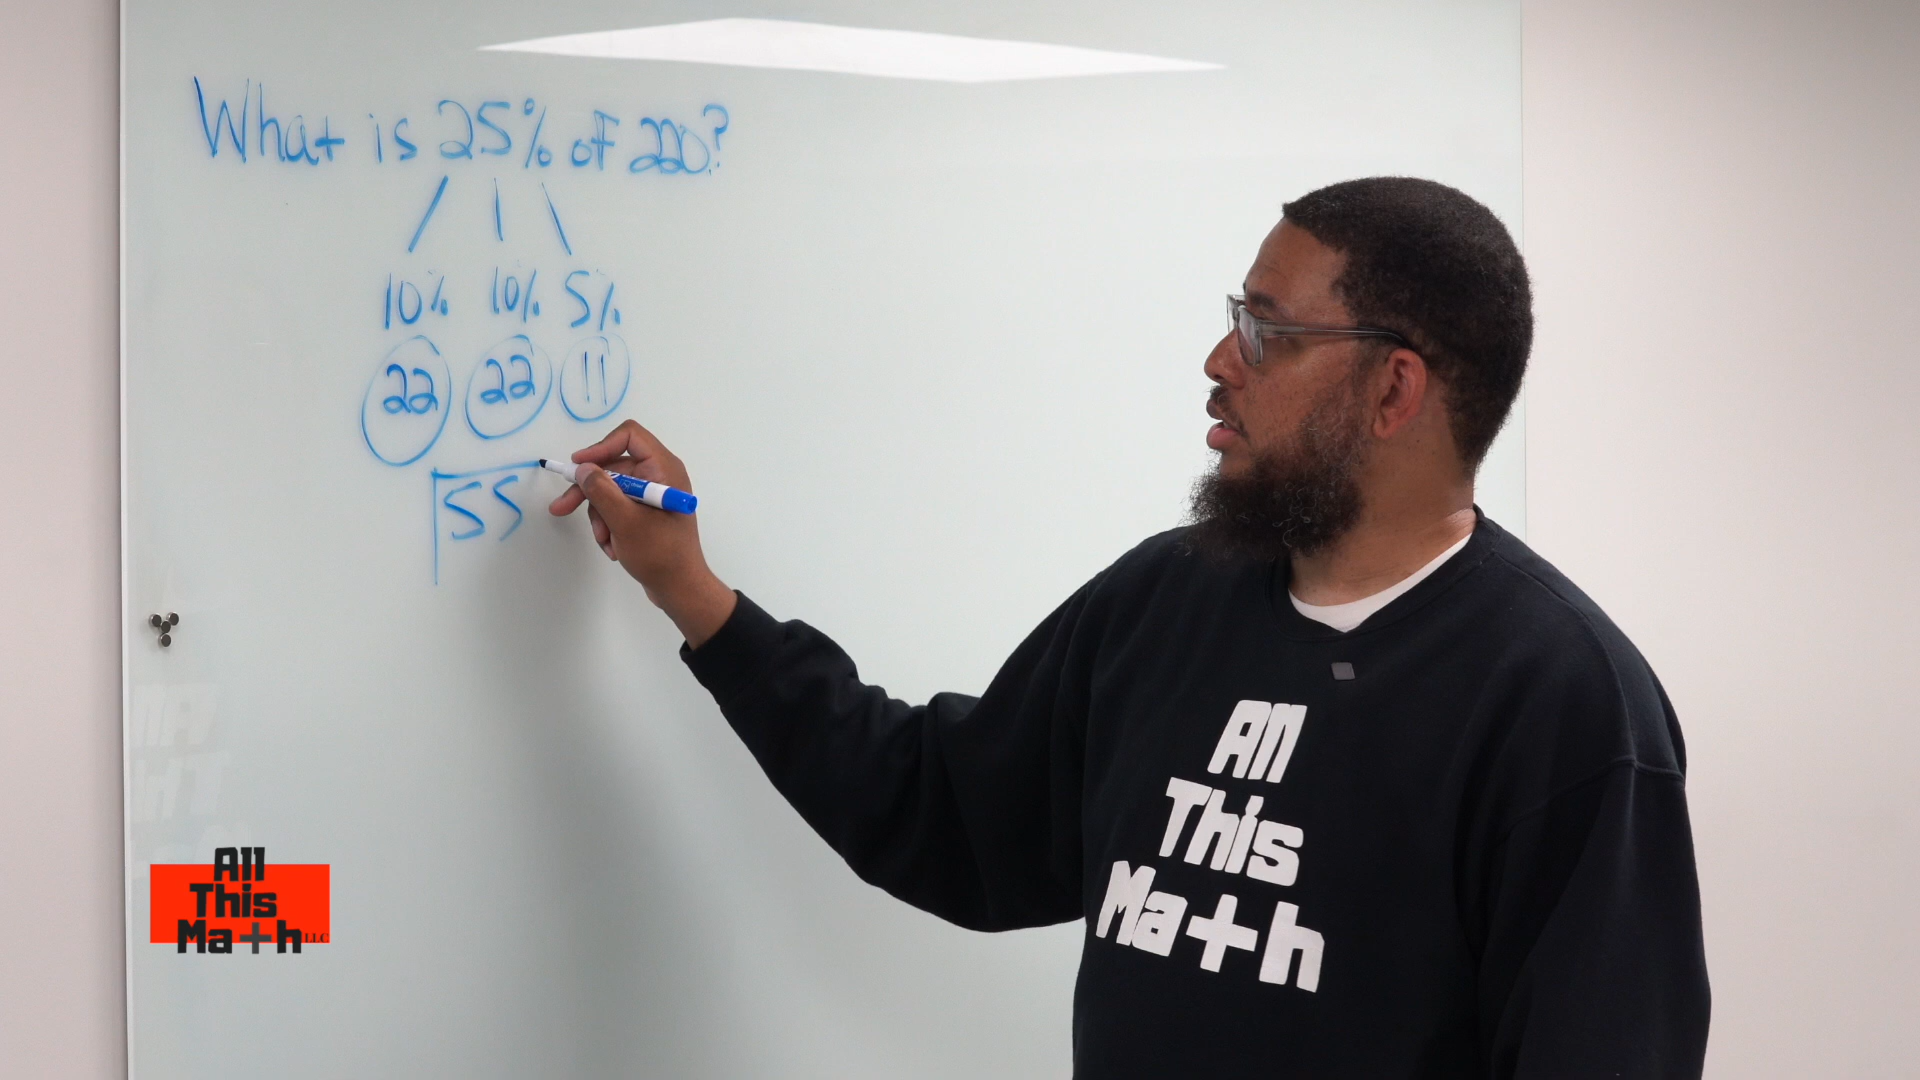 What is 25% of 220?
10% 10% 5%
22 22 11
55
All
This
Math
All
This
Math LLC